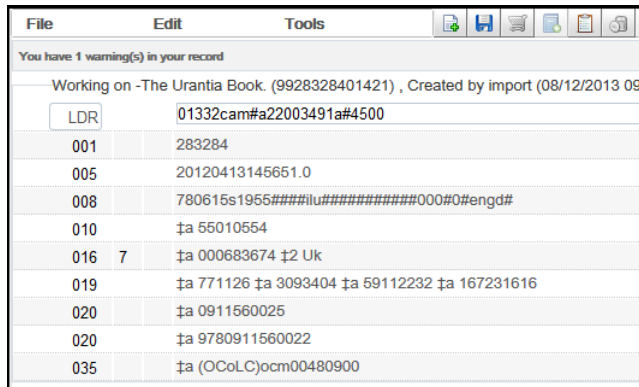 File Edit Tools
You have 1 warning(s) in your record
Working on -The Urantia Book. (9928328401421) , Created by import (08/12/2013 09
LDR 01332cam#a22003491a#4500
001 283284
005 20120413145651.0
008 780615s1955####ilu###########000#0#engd#
010 ‡a 55010554
016 7 ‡a 000683674 ‡2 Uk
019 ‡a 771126 ‡a 3093404 ‡a 59112232 ‡a 167231616
020 ‡a 0911560025
020 ‡a 9780911560022
035 ‡a (OCoLC)ocm00480900